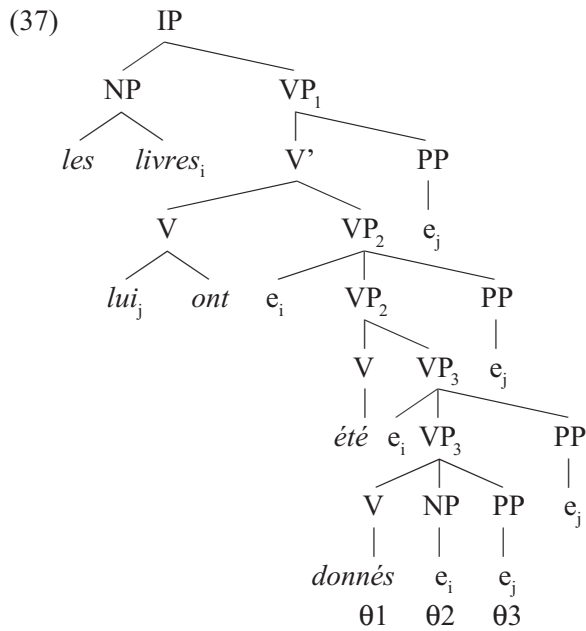 (37) IP
NP VP₁
les livresᵢ V’ PP
V VP₂ eⱼ
luiⱼ ont eᵢ VP₂ PP
V VP₃ eⱼ
été eᵢ VP₃ PP
V NP PP eⱼ
donnés eᵢ eⱼ
θ1 θ2 θ3